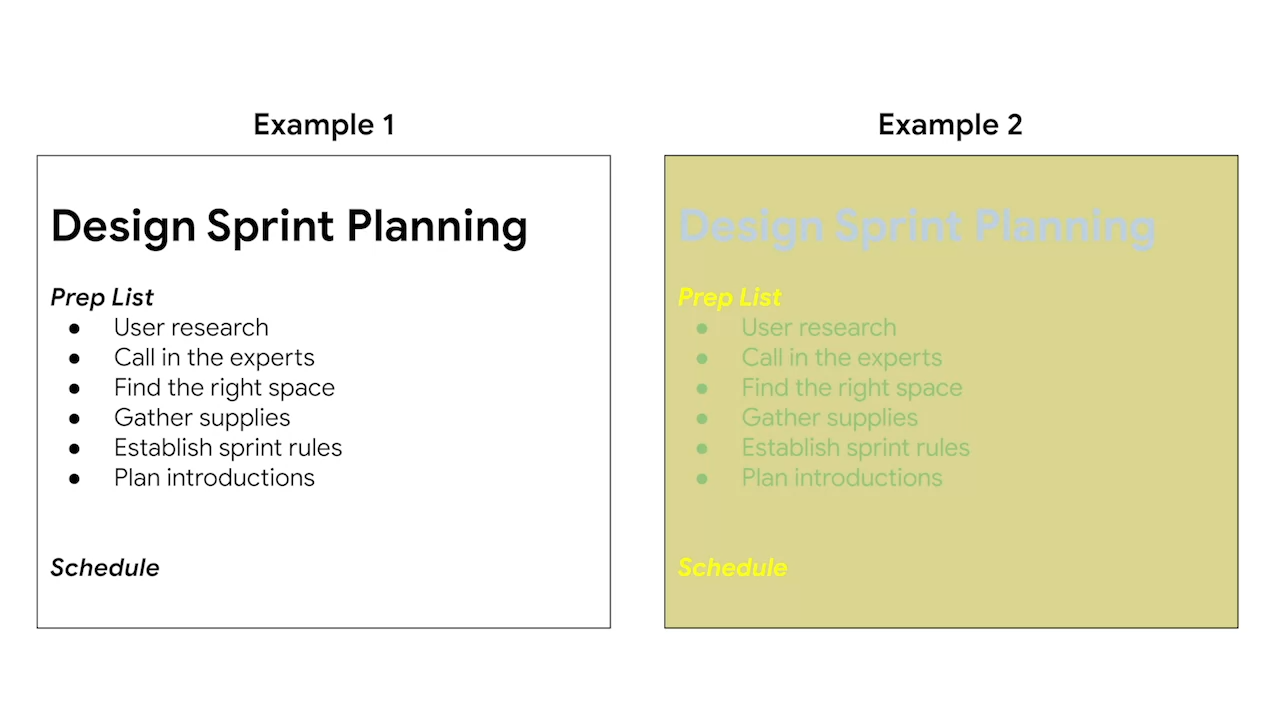 Example 1
Design Sprint Planning
Prep List
● User research
● Call in the experts
● Find the right space
● Gather supplies
● Establish sprint rules
● Plan introductions
Schedule
Example 2
Design Sprint Planning
Prep List
● User research
● Call in the experts
● Find the right space
● Gather supplies
● Establish sprint rules
● Plan introductions
Schedule